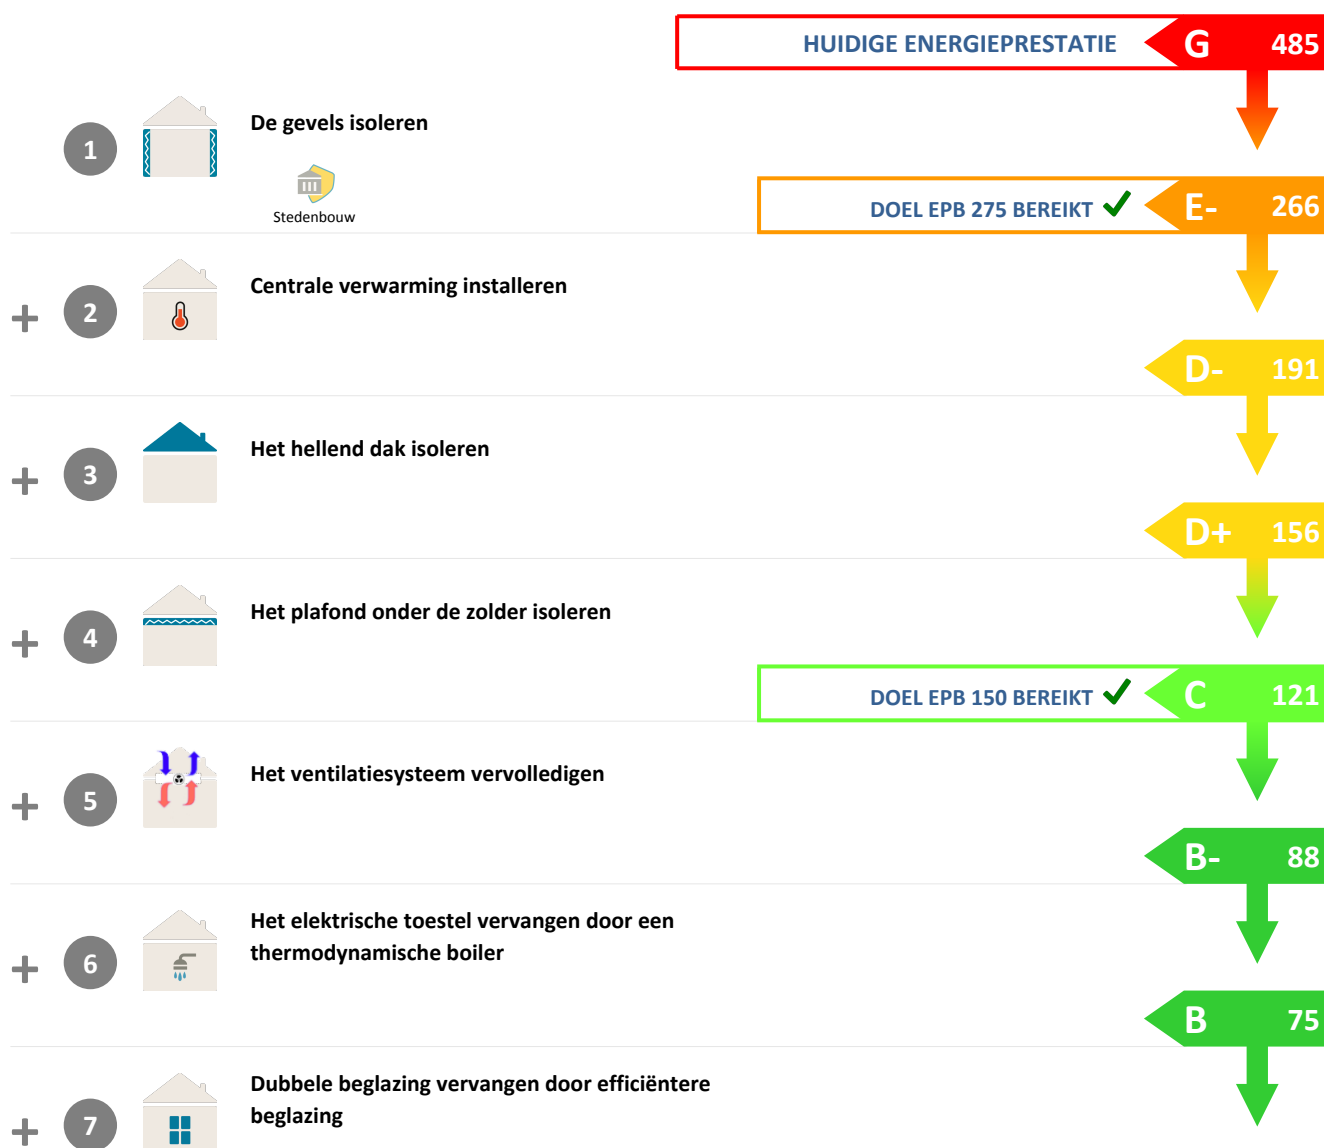 HUIDIGE ENERGIEPRESTATIE G 485
1 De gevels isoleren
Stedenbouw
DOEL EPB 275 BEREIKT E- 266
+ 2 Centrale verwarming installeren
D- 191
+ 3 Het hellend dak isoleren
D+ 156
+ 4 Het plafond onder de zolder isoleren
DOEL EPB 150 BEREIKT C 121
+ 5 Het ventilatiesysteem vervolledigen
B- 88
+ 6 Het elektrische toestel vervangen door een
thermodynamische boiler
B 75
+ 7 Dubbele beglazing vervangen door efficiëntere
beglazing